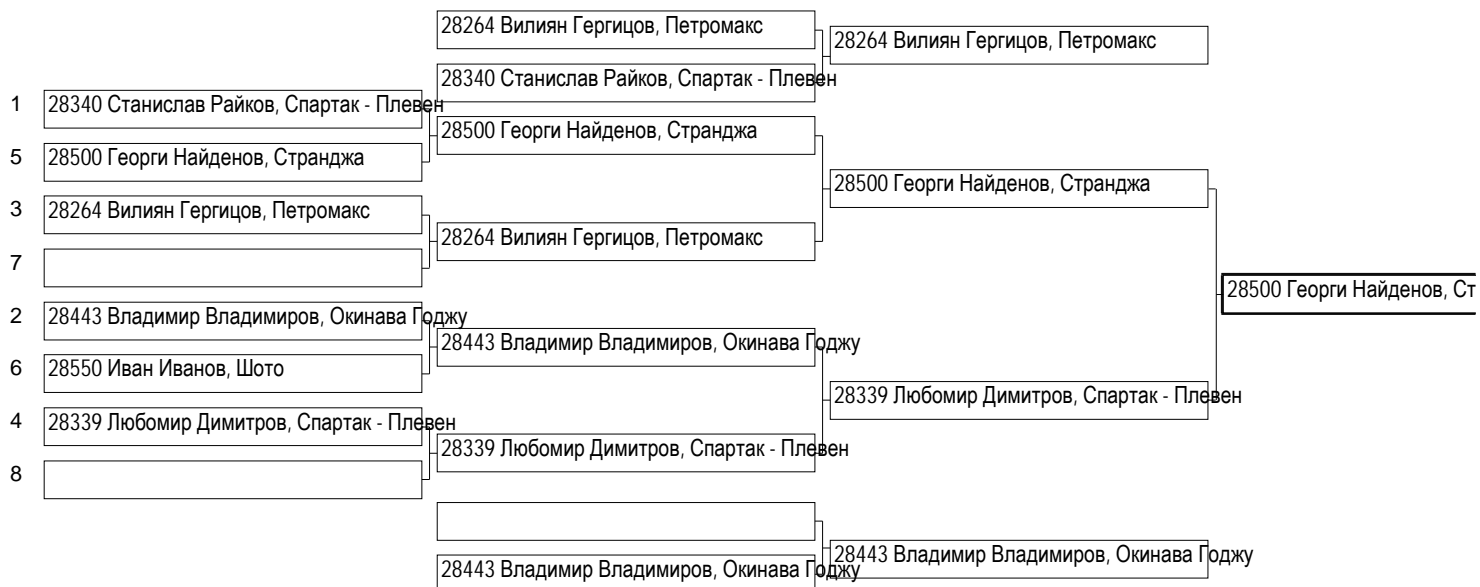 28264 Вилиян Гергицов, Петромакс
28264 Вилиян Гергицов, Петромакс
28340 Станислав Райков, Спартак - Плевен
1 28340 Станислав Райков, Спартак - Плевен
28500 Георги Найденов, Странджа
5 28500 Георги Найденов, Странджа
28500 Георги Найденов, Странджа
3 28264 Вилиян Гергицов, Петромакс
28264 Вилиян Гергицов, Петромакс
7
28500 Георги Найденов, Ст
2 28443 Владимир Владимиров, Окинава Годжу
28443 Владимир Владимиров, Окинава Годжу
6 28550 Иван Иванов, Шото
28339 Любомир Димитров, Спартак - Плевен
4 28339 Любомир Димитров, Спартак - Плевен
28339 Любомир Димитров, Спартак - Плевен
8
28443 Владимир Владимиров, Окинава Годжу
28443 Владимир Владимиров, Окинава Годжу